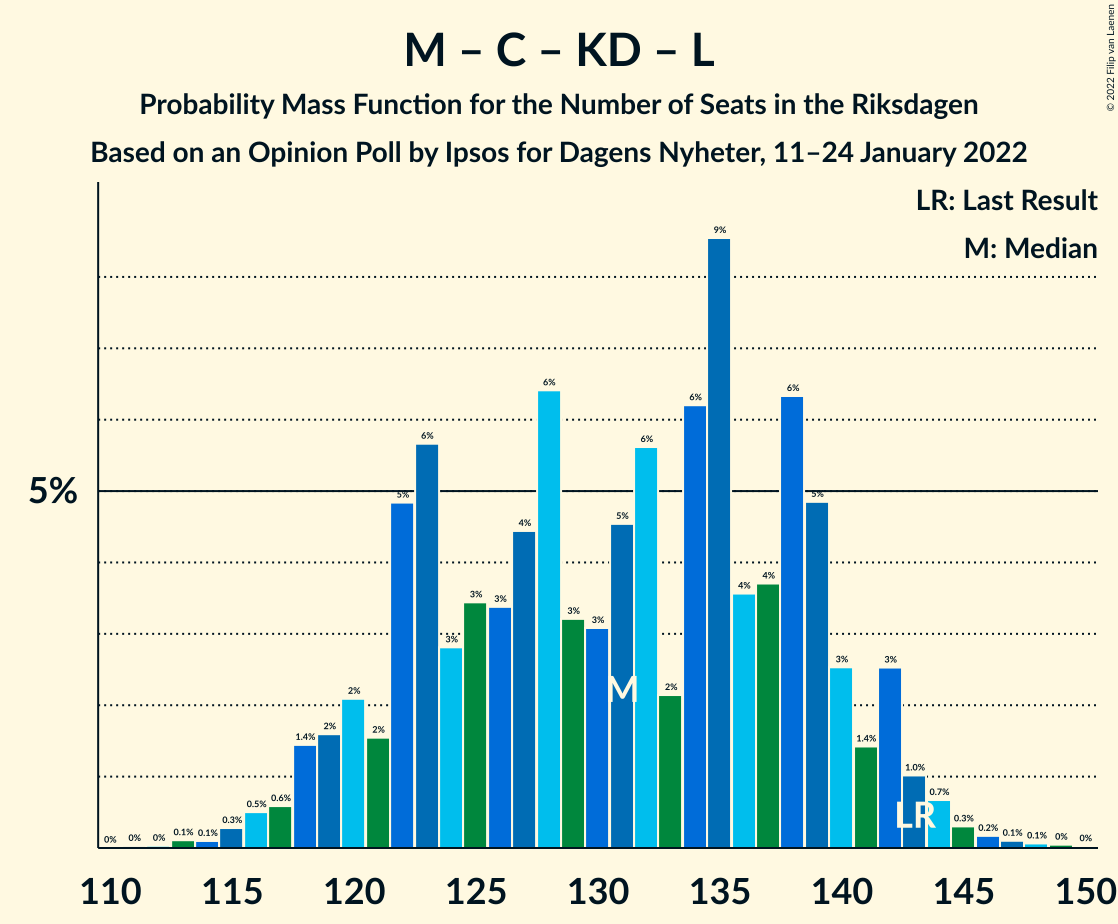 M – C – KD – L
Probability Mass Function for the Number of Seats in the Riksdagen
Based on an Opinion Poll by Ipsos for Dagens Nyheter, 11–24 January 2022
© 2022 Filip van Laenen
LR: Last Result
M: Median
5%
0% 0% 0% 0.1% 0.1% 0.3% 0.5% 0.6% 1.4% 2% 2% 2% 5% 6% 3% 3% 3% 4% 6% 3% 3% 5% 6% 2% 6% 9% 4% 4% 6% 5% 3% 1.4% 3% 1.0% 0.7% 0.3% 0.2% 0.1% 0.1% 0% 0%
M
LR
110 115 120 125 130 135 140 145 150